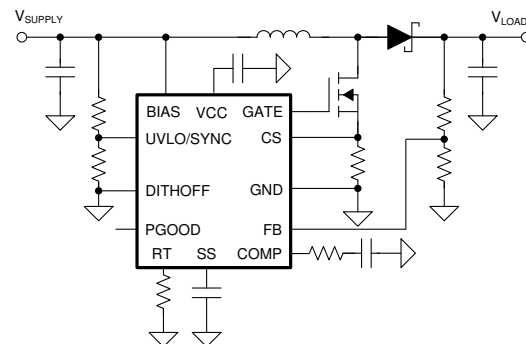 VSUPPLY
VLOAD
BIAS VCC GATE
UVLO/SYNC CS
DITHOFF GND
PGOOD FB
RT SS COMP